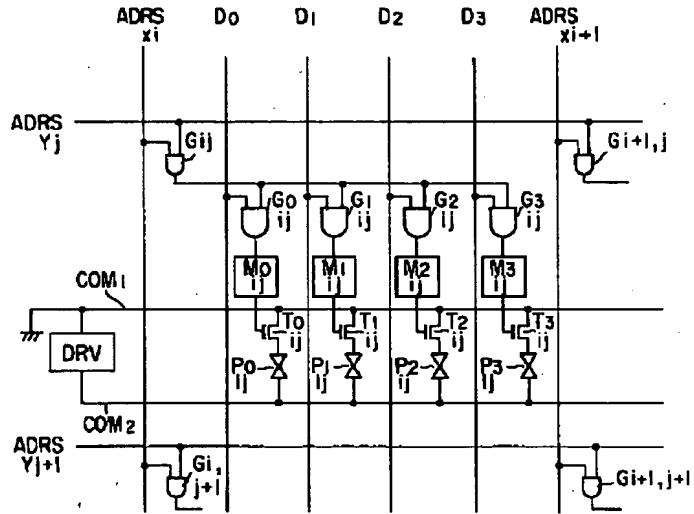 ADRS xi D0 D1 D2 D3 ADRS xi+1
ADRS Yj
Gij
Gi+1,j
G0 ij G1 ij G2 ij G3 ij
M0 ij M1 ij M2 ij M3 ij
COM1
DRV
T0 ij T1 ij T2 ij T3 ij
P0 ij P1 ij P2 ij P3 ij
COM2
ADRS Yj+1
Gi, j+1
Gi+1,j+1